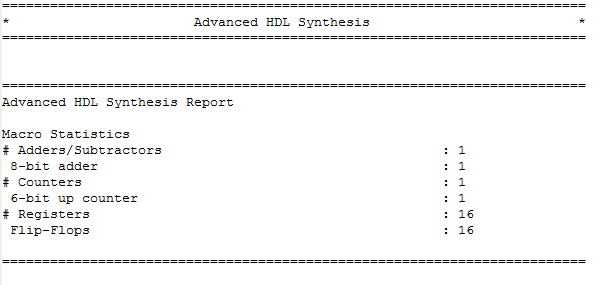 =========================================================================
*                       Advanced HDL Synthesis                          *
=========================================================================
=========================================================================
Advanced HDL Synthesis Report
Macro Statistics
# Adders/Subtractors                                   : 1
 8-bit adder                                           : 1
# Counters                                             : 1
 6-bit up counter                                      : 1
# Registers                                            : 16
 Flip-Flops                                            : 16
=========================================================================